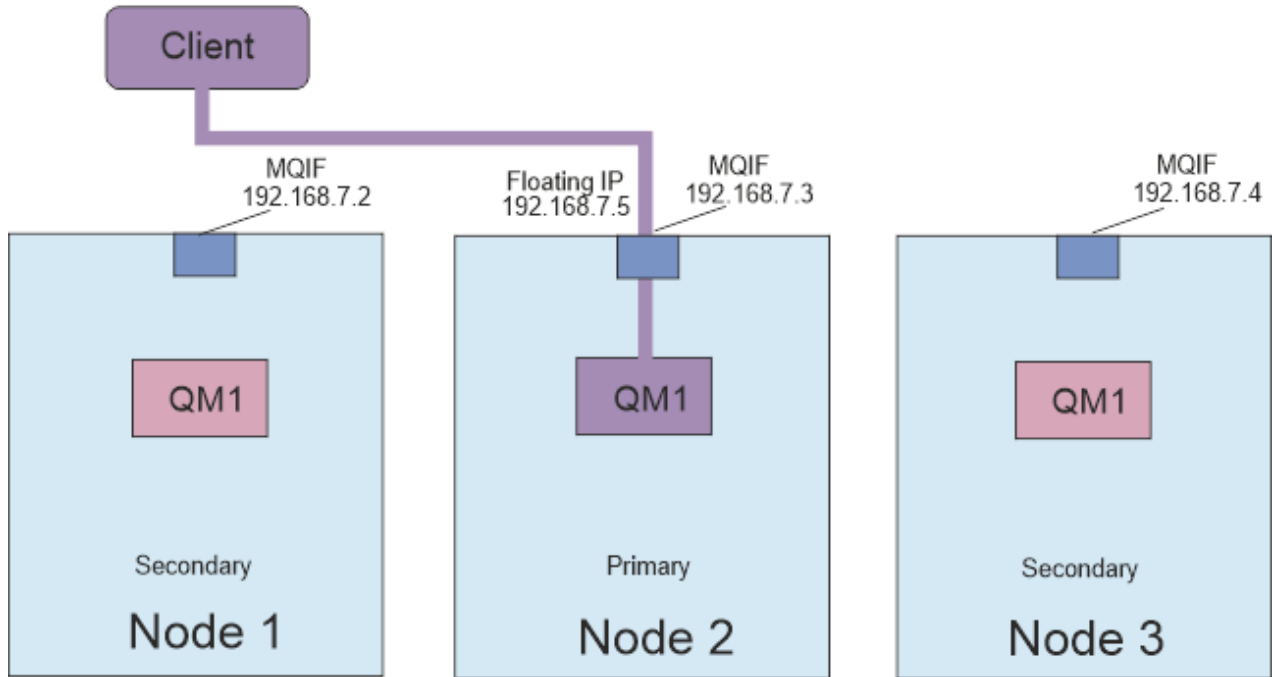 Client
MQIF
192.168.7.2
Floating IP
192.168.7.5
MQIF
192.168.7.3
MQIF
192.168.7.4
QM1
QM1
QM1
Secondary
Primary
Secondary
Node 1
Node 2
Node 3